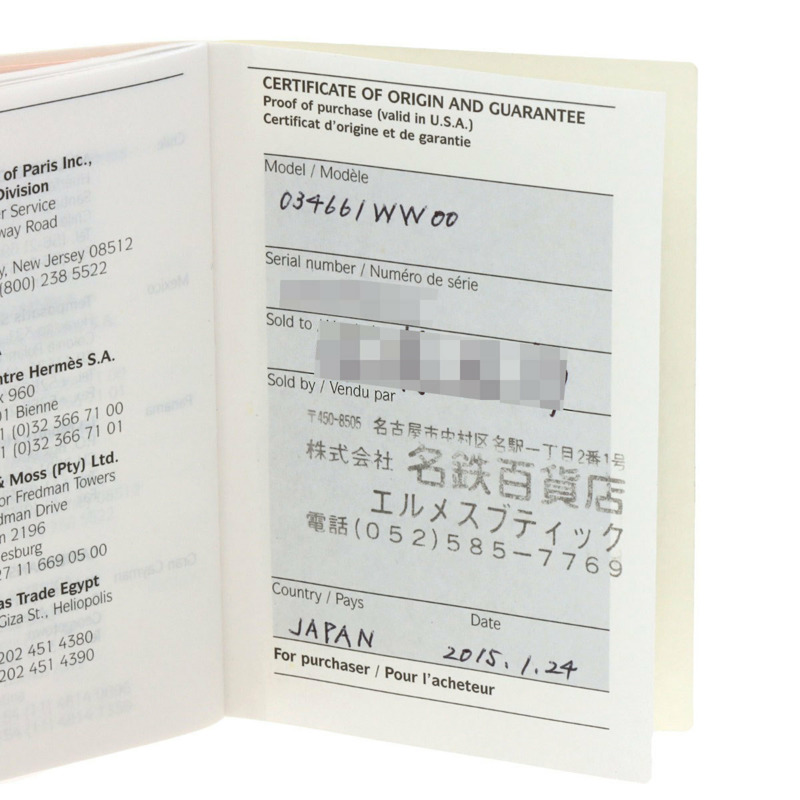 of Paris Inc.,
Division
er Service
way Road
y, New Jersey 08512
(800) 238 5522
ntre Hermès S.A.
x 960
01 Bienne
1 (0)32 366 71 00
1 (0)32 366 71 01
& Moss (Pty) Ltd.
or Fredman Towers
dman Drive
n 2196
esburg
27 11 669 05 00
as Trade Egypt
Giza St., Heliopolis
202 451 4380
202 451 4390
CERTIFICATE OF ORIGIN AND GUARANTEE
Proof of purchase (valid in U.S.A.)
Certificat d'origine et de garantie
Model / Modèle
034661WW00
Serial number / Numéro de série
Sold to
Sold by / Vendu par
〒450-8505 名古屋市中村区名駅一丁目2番1号
株式会社 名鉄百貨店
エルメスブティック
電話(052)585-7769
Country / Pays
Date
JAPAN
2015.1.24
For purchaser / Pour l'acheteur